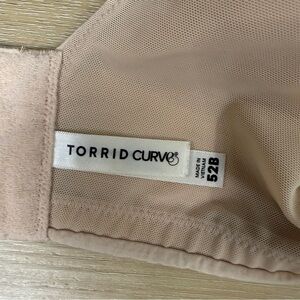 TORRID CURVE
MADE IN
VIETNAM
52B